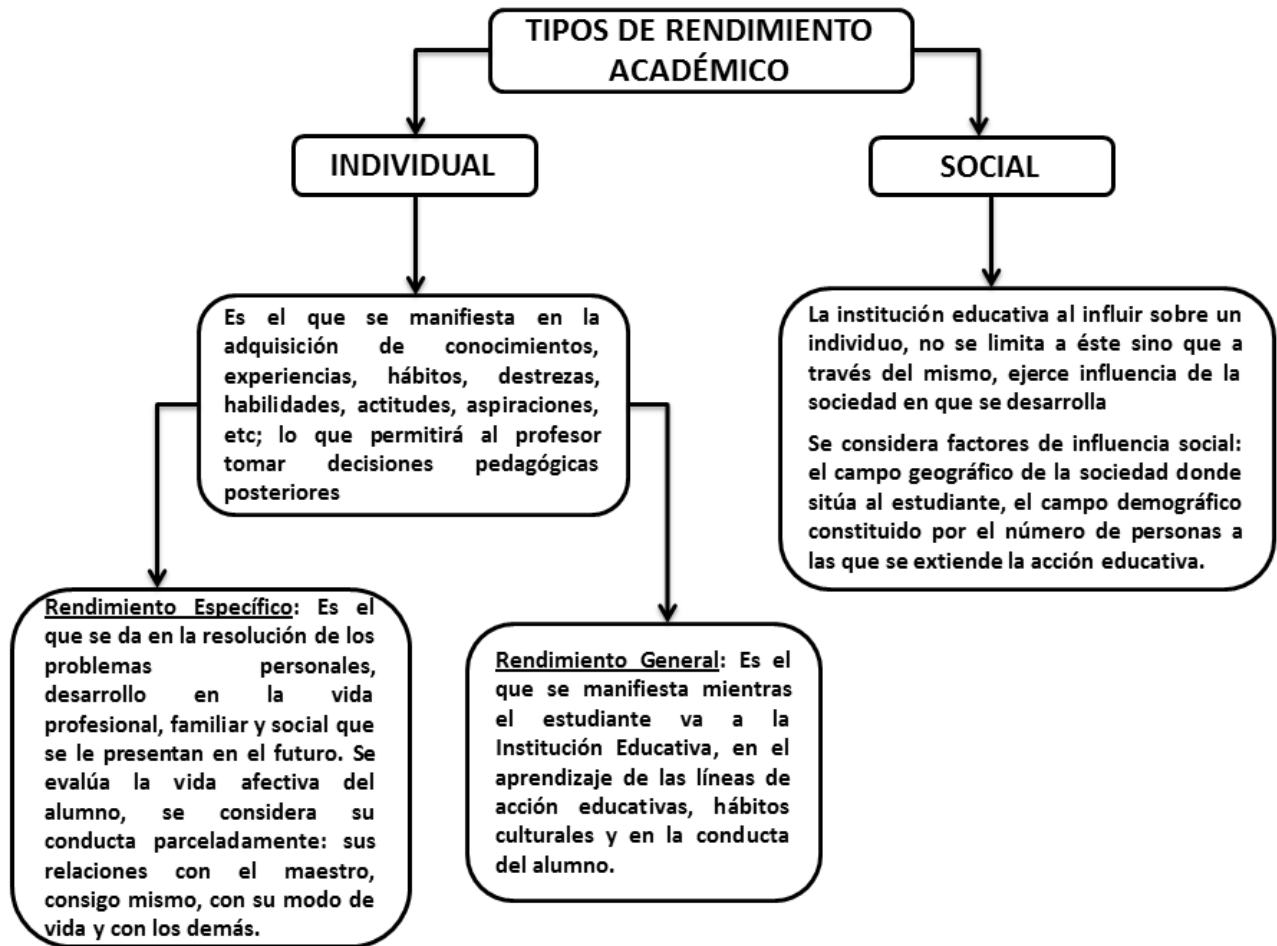 TIPOS DE RENDIMIENTO
ACADÉMICO
INDIVIDUAL
SOCIAL
Es el que se manifiesta en la
adquisición de conocimientos,
experiencias, hábitos, destrezas,
habilidades, actitudes, aspiraciones,
etc; lo que permitirá al profesor
tomar decisiones pedagógicas
posteriores
La institución educativa al influir sobre un
individuo, no se limita a éste sino que a
través del mismo, ejerce influencia de la
sociedad en que se desarrolla
Se considera factores de influencia social:
el campo geográfico de la sociedad donde
sitúa al estudiante, el campo demográfico
constituido por el número de personas a
las que se extiende la acción educativa.
Rendimiento Específico: Es el
que se da en la resolución de los
problemas personales,
desarrollo en la vida
profesional, familiar y social que
se le presentan en el futuro. Se
evalúa la vida afectiva del
alumno, se considera su
conducta parceladamente: sus
relaciones con el maestro,
consigo mismo, con su modo de
vida y con los demás.
Rendimiento General: Es el
que se manifiesta mientras
el estudiante va a la
Institución Educativa, en el
aprendizaje de las líneas de
acción educativas, hábitos
culturales y en la conducta
del alumno.